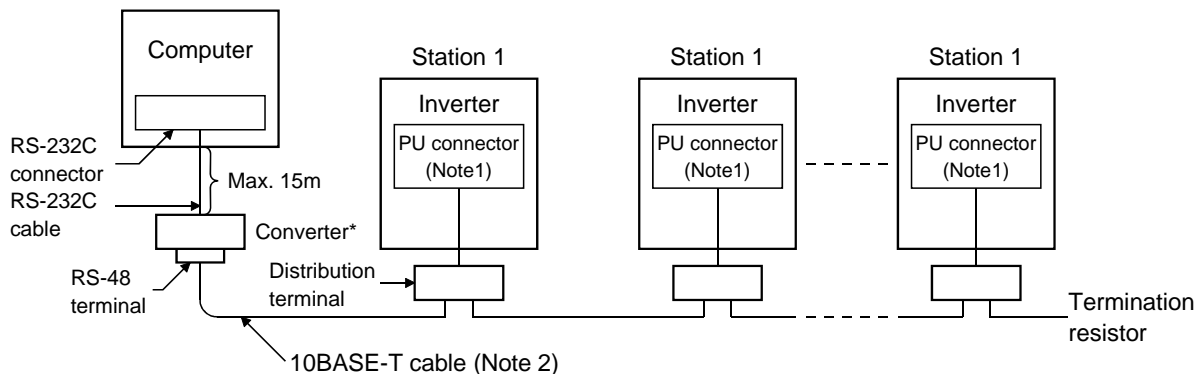 Computer
RS-232C
connector
RS-232C
cable
Max. 15m
Converter*
RS-48
terminal
Station 1
Inverter
PU connector
(Note1)
Distribution
terminal
Station 1
Inverter
PU connector
(Note1)
Station 1
Inverter
PU connector
(Note1)
Termination
resistor
10BASE-T cable (Note 2)